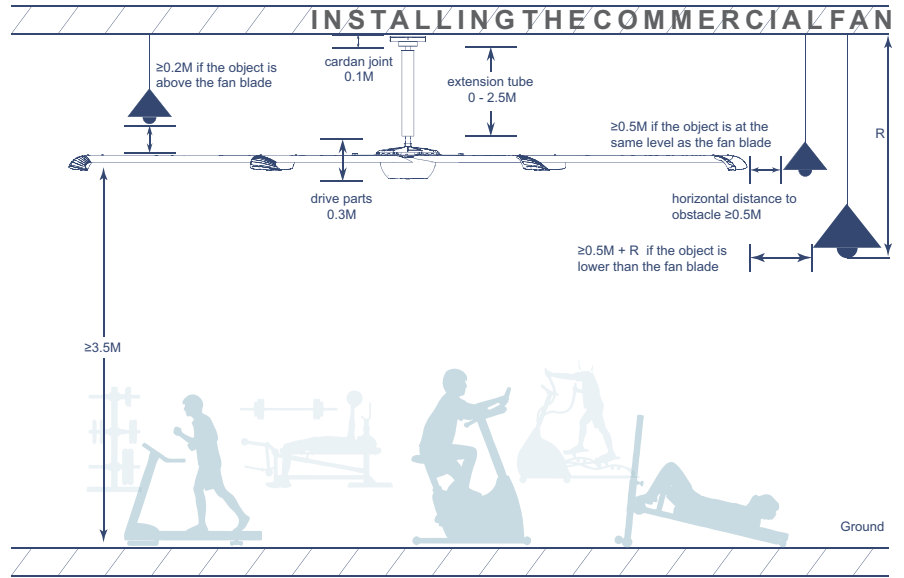 INSTALLINGTHECOMMERCIALFAN
≥0.2M if the object is
above the fan blade
cardan joint
0.1M
extension tube
0 - 2.5M
≥0.5M if the object is at the
same level as the fan blade
R
drive parts
0.3M
horizontal distance to
obstacle ≥0.5M
≥0.5M + R if the object is
lower than the fan blade
≥3.5M
Ground